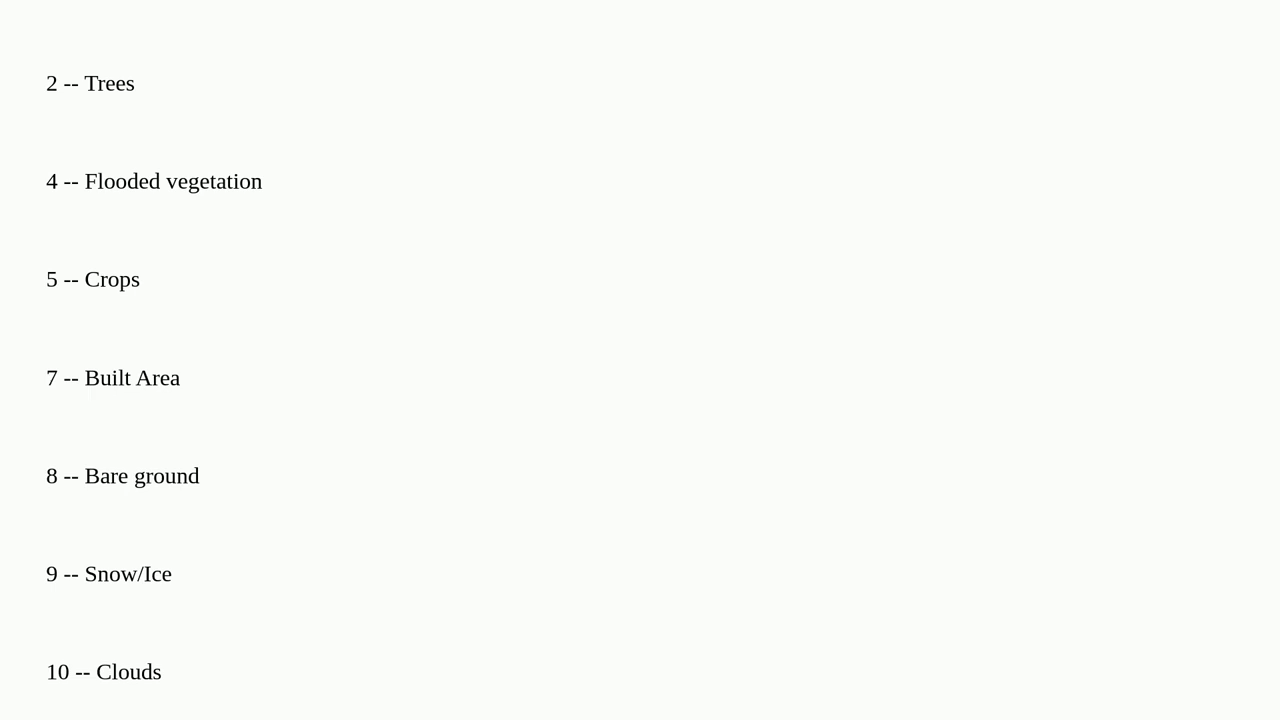 2 -- Trees
4 -- Flooded vegetation
5 -- Crops
7 -- Built Area
8 -- Bare ground
9 -- Snow/Ice
10 -- Clouds